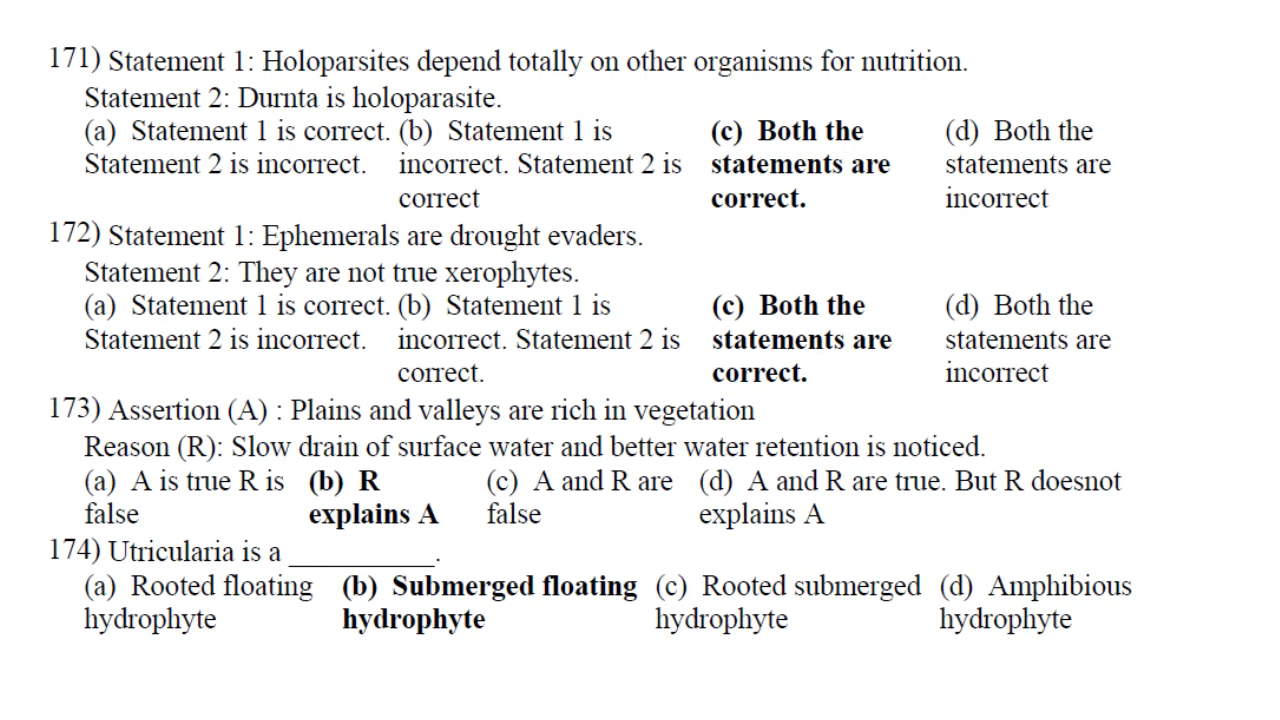 171) Statement 1: Holoparsites depend totally on other organisms for nutrition.
Statement 2: Durnta is holoparasite.
(a) Statement 1 is correct. (b) Statement 1 is (c) Both the (d) Both the
Statement 2 is incorrect. incorrect. Statement 2 is statements are statements are
correct correct. incorrect
172) Statement 1: Ephemerals are drought evaders.
Statement 2: They are not true xerophytes.
(a) Statement 1 is correct. (b) Statement 1 is (c) Both the (d) Both the
Statement 2 is incorrect. incorrect. Statement 2 is statements are statements are
correct. correct. incorrect
173) Assertion (A) : Plains and valleys are rich in vegetation
Reason (R): Slow drain of surface water and better water retention is noticed.
(a) A is true R is (b) R (c) A and R are (d) A and R are true. But R doesnot
false explains A false explains A
174) Utricularia is a __________.
(a) Rooted floating (b) Submerged floating (c) Rooted submerged (d) Amphibious
hydrophyte hydrophyte hydrophyte hydrophyte